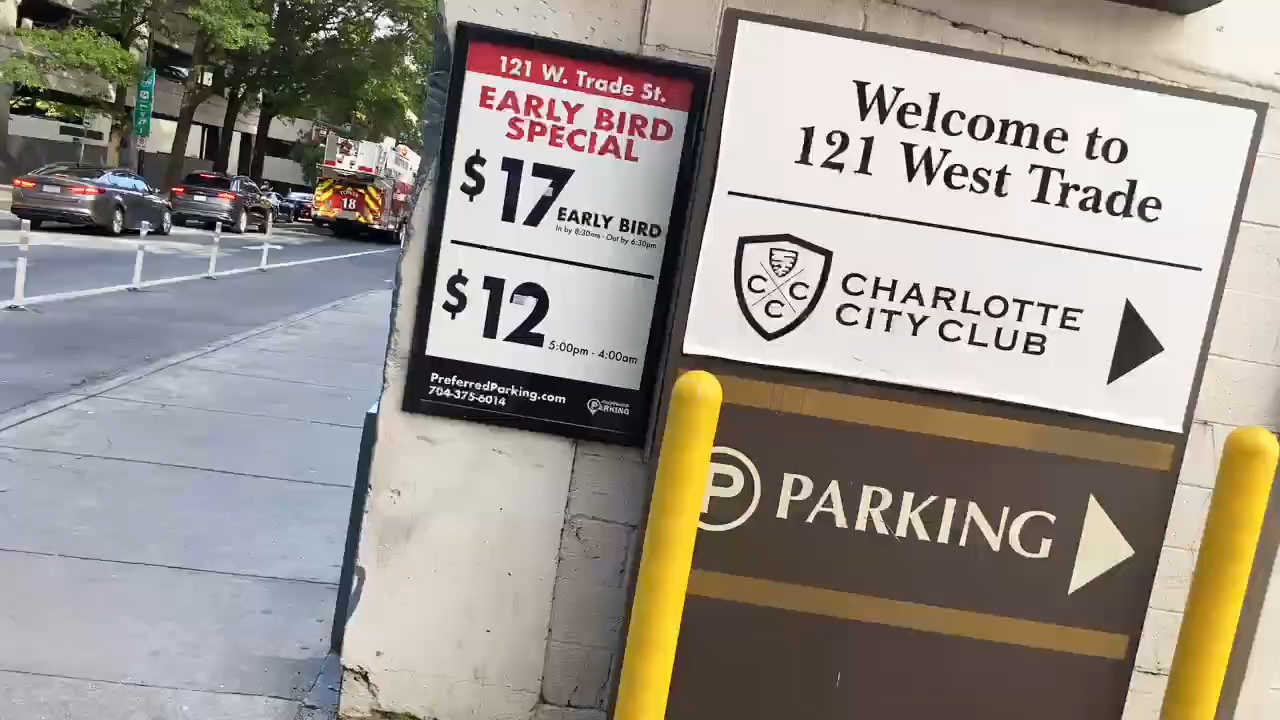 121 W. Trade St.
EARLY BIRD
SPECIAL
$17
EARLY BIRD
In by 8:30am - Out by 6:30pm
$12
5:00pm - 4:00am
PreferredParking.com
704-375-6014
PARKING
Welcome to
121 West Trade
C C
C
CHARLOTTE
CITY CLUB
P PARKING
TOWER
18